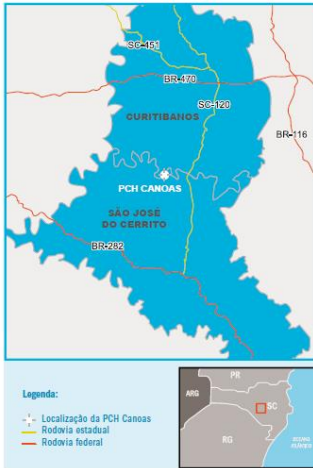 SC-451
BR-470
SC-120
CURITIBANOS
BR-116
PCH CANOAS
SÃO JOSÉ
DO CERRITO
BR-282
Legenda:
Localização da PCH Canoas
Rodovia estadual
Rodovia federal
PR
ARG
SC
RG
OCEANO